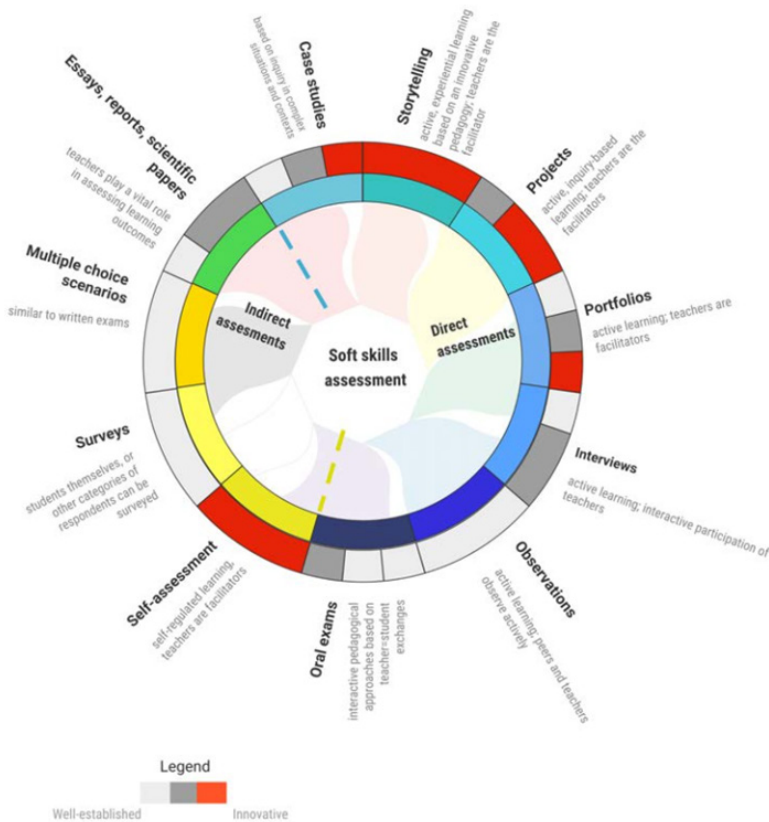 Case studies
based on inquiry in complex
situations and contexts
Storytelling
active, experiential learning
based on an innovative
pedagogy; teachers are the
facilitator
Projects
active, inquiry-based
learning; teachers are the
facilitators
Portfolios
active learning; teachers are
facilitators
Interviews
active learning; interactive participation of
teachers
Observations
active learning; peers and teachers
observe actively
Oral exams
interactive pedagogical
approaches based on
teacher=student
exchanges
Self-assessment
self-regulated learning,
teachers are facilitators
Surveys
students themselves, or
other categories of
respondents can be
surveyed
Multiple choice
scenarios
similar to written exams
Essays, reports, scientific
papers
teachers play a vital role
in assessing learning
outcomes
Indirect
assesments
Direct
assessments
Soft skills
assessment
Legend
Well-established
Innovative